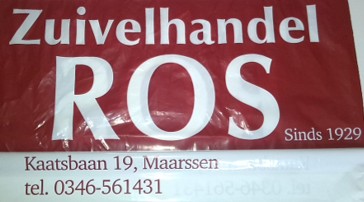 Zuivelhandel
ROS
Sinds 1929
Kaatsbaan 19, Maarssen
tel. 0346-561431